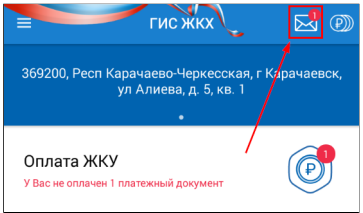 ГИС ЖКХ
1
369200, Респ Карачаево-Черкесская, г Карачаевск,
ул Алиева, д. 5, кв. 1
Оплата ЖКУ
1
У Вас не оплачен 1 платежный документ